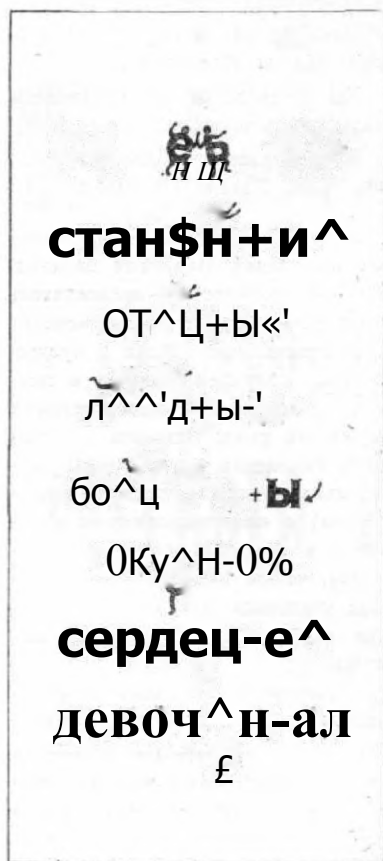 Н Щ
стан$н+и^
ОТ^Ц+Ы«'
л^^'д+ы-'
бо^ц +Ы
0Ку^Н-0%
сердец-е^
девоч^н-ал
£